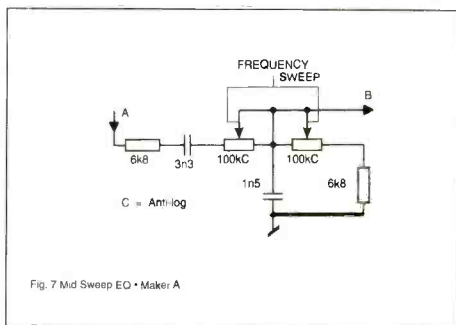 FREQUENCY
SWEEP
A
B
6k8
3n3
100kC
100kC
1n5
6k8
C = Anti-log
Fig. 7 Mid Sweep EQ • Maker A